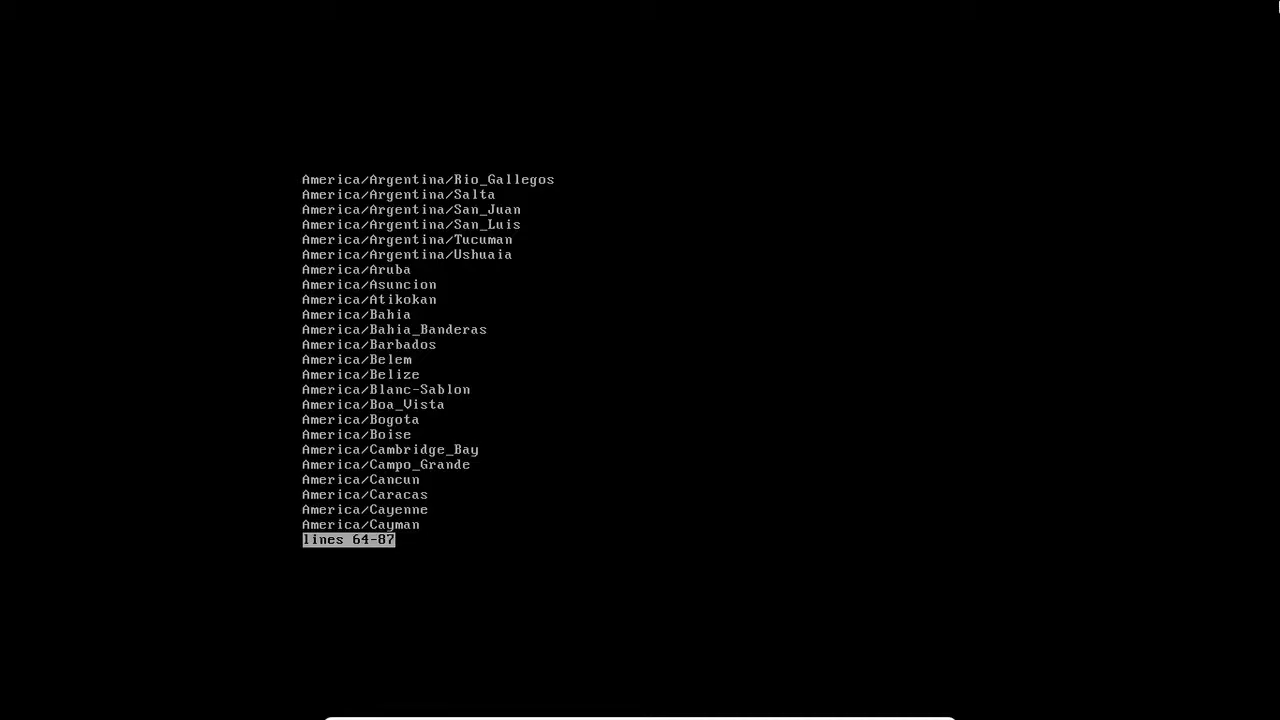 America/Argentina/Rio_Gallegos
America/Argentina/Salta
America/Argentina/San_Juan
America/Argentina/San_Luis
America/Argentina/Tucuman
America/Argentina/Ushuaia
America/Aruba
America/Asuncion
America/Atikokan
America/Bahia
America/Bahia_Banderas
America/Barbados
America/Belem
America/Belize
America/Blanc-Sablon
America/Boa_Vista
America/Bogota
America/Boise
America/Cambridge_Bay
America/Campo_Grande
America/Cancun
America/Caracas
America/Cayenne
America/Cayman
lines 64-87